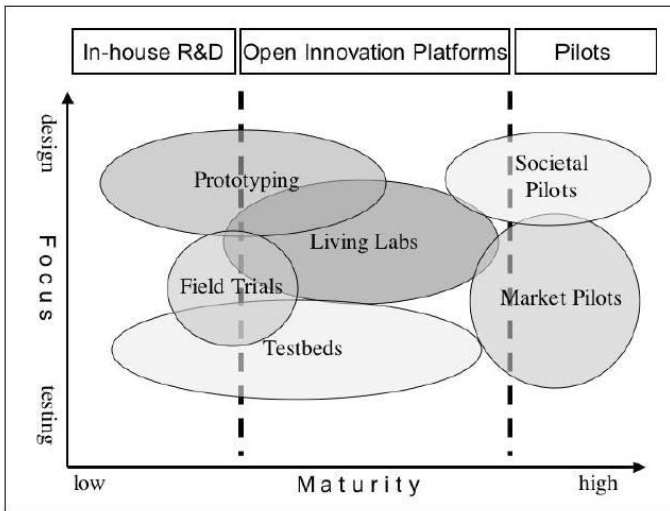 In-house R&D
Open Innovation Platforms
Pilots
design
Focus
testing
Prototyping
Societal
Pilots
Living Labs
Field Trials
Market Pilots
Testbeds
low
Maturity
high